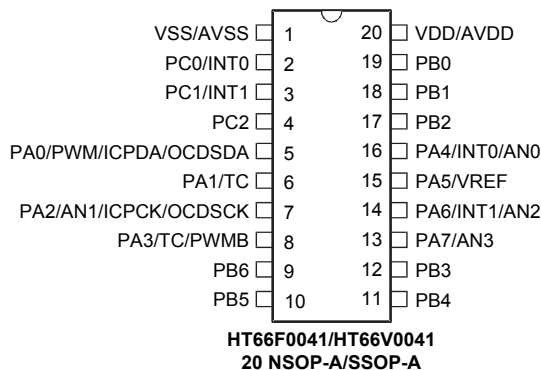 VSS/AVSS 1 20 VDD/AVDD
PC0/INT0 2 19 PB0
PC1/INT1 3 18 PB1
PC2 4 17 PB2
PA0/PWM/ICPDA/OCDSDA 5 16 PA4/INT0/AN0
PA1/TC 6 15 PA5/VREF
PA2/AN1/ICPCK/OCDSCK 7 14 PA6/INT1/AN2
PA3/TC/PWMB 8 13 PA7/AN3
PB6 9 12 PB3
PB5 10 11 PB4
HT66F0041/HT66V0041
20 NSOP-A/SSOP-A